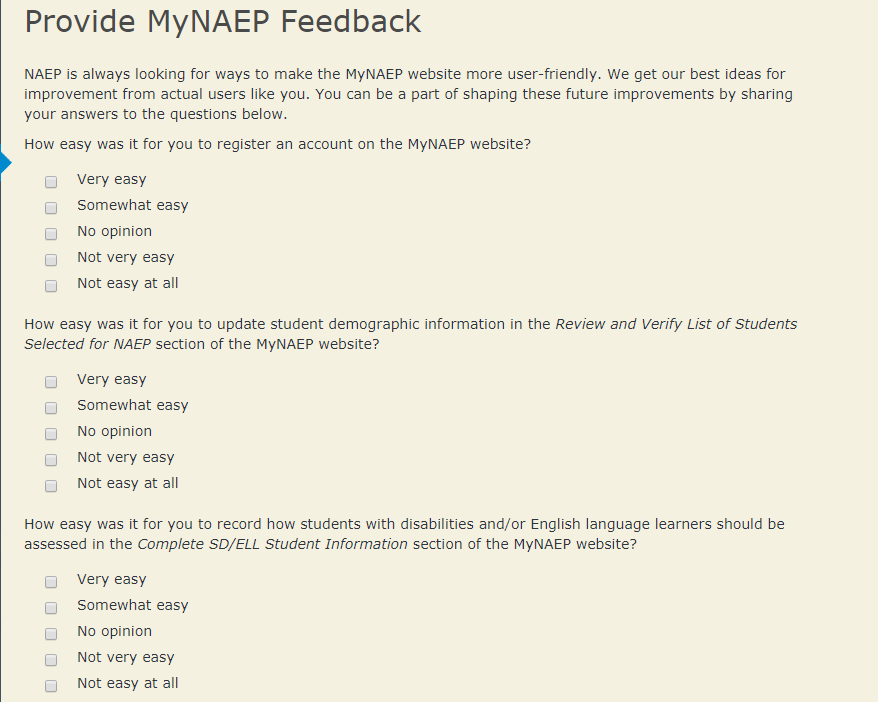 Provide MyNAEP Feedback
NAEP is always looking for ways to make the MyNAEP website more user-friendly. We get our best ideas for
improvement from actual users like you. You can be a part of shaping these future improvements by sharing
your answers to the questions below.
How easy was it for you to register an account on the MyNAEP website?
Very easy
Somewhat easy
No opinion
Not very easy
Not easy at all
How easy was it for you to update student demographic information in the Review and Verify List of Students
Selected for NAEP section of the MyNAEP website?
Very easy
Somewhat easy
No opinion
Not very easy
Not easy at all
How easy was it for you to record how students with disabilities and/or English language learners should be
assessed in the Complete SD/ELL Student Information section of the MyNAEP website?
Very easy
Somewhat easy
No opinion
Not very easy
Not easy at all